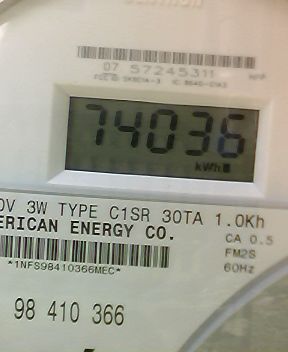 07 57245311
74036
kWh
3W TYPE C1SR 30TA 1.0Kh
ERICAN ENERGY CO.
CA 0.5
FM2S
60Hz
*1NFS98410366MEC*
98 410 366